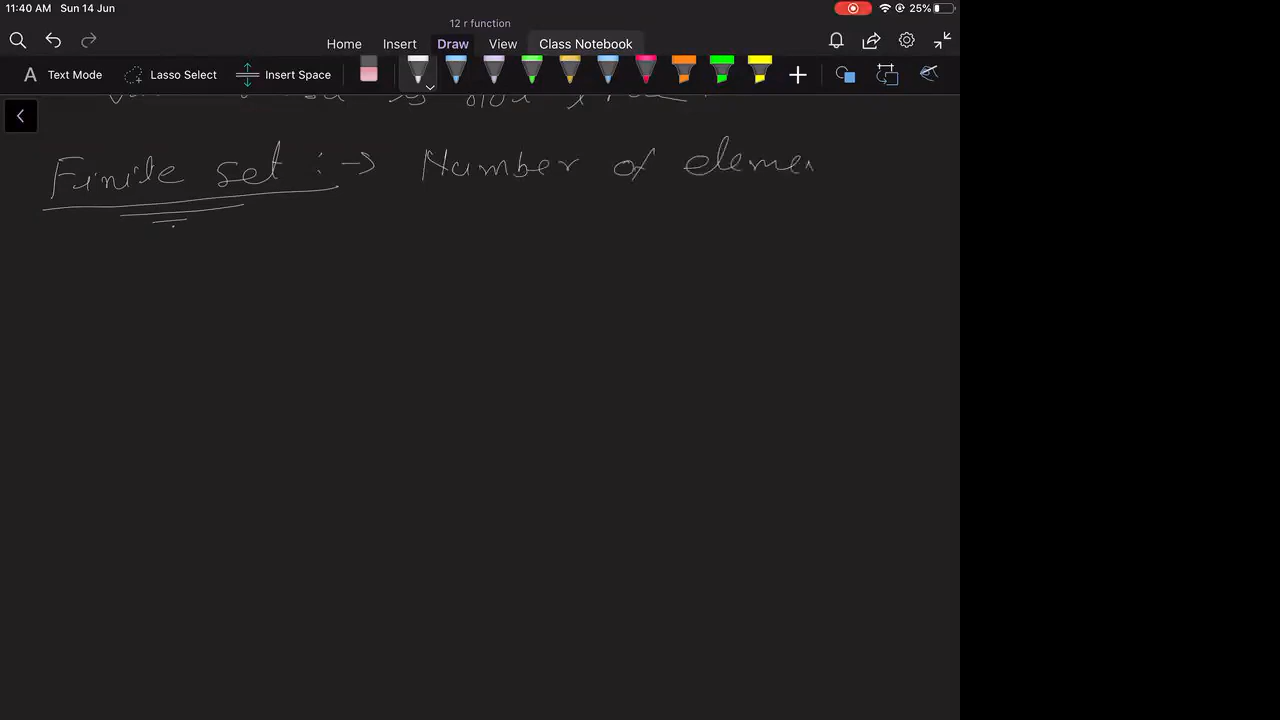 11:40 AM Sun 14 Jun
25%
12 r function
Home Insert Draw View Class Notebook
A Text Mode Lasso Select Insert Space
Finite set :→ Number of elemen